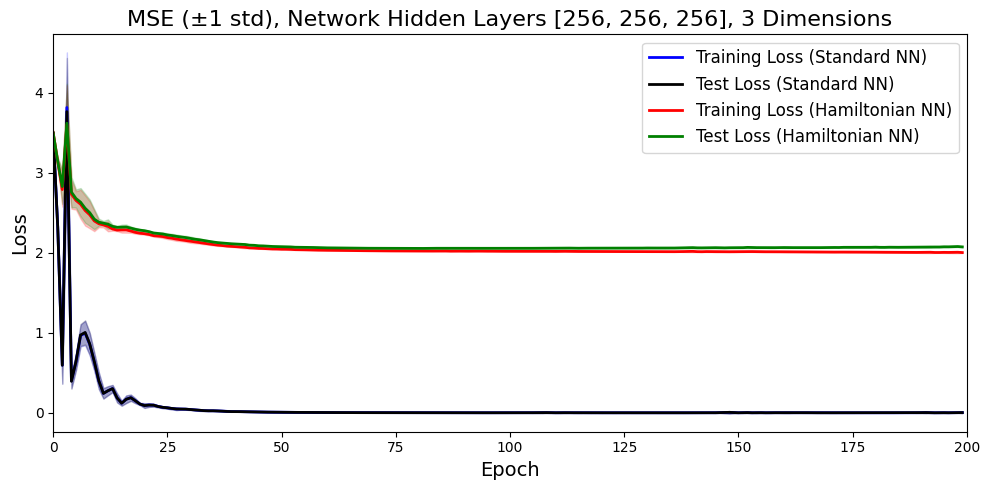 MSE (±1 std), Network Hidden Layers [256, 256, 256], 3 Dimensions
Training Loss (Standard NN)
Test Loss (Standard NN)
Training Loss (Hamiltonian NN)
Test Loss (Hamiltonian NN)
Loss
4
3
2
1
0
0 25 50 75 100 125 150 175 200
Epoch